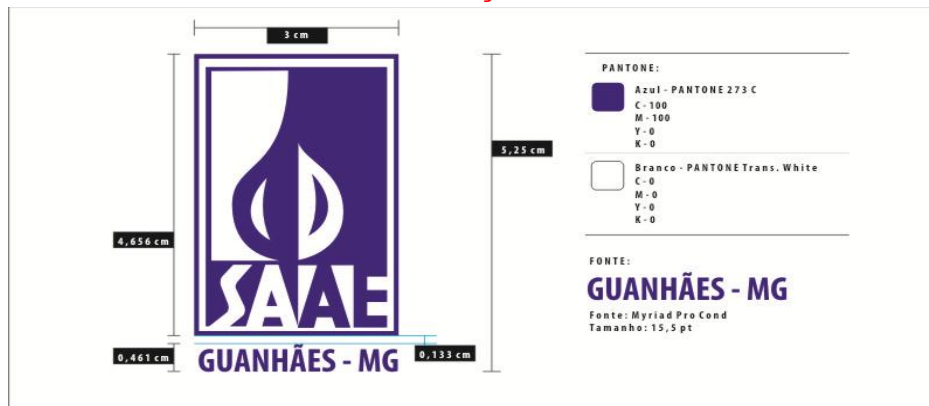 3 cm
SAAE
GUANHÃES - MG
4,656 cm
0,461 cm
0,133 cm
5,25 cm
PANTONE:
Azul - PANTONE 273 C
C - 100
M - 100
Y - 0
K - 0
Branco - PANTONE Trans. White
C - 0
M - 0
Y - 0
K - 0
FONTE:
GUANHÃES - MG
Fonte: Myriad Pro Cond
Tamanho: 15,5 pt